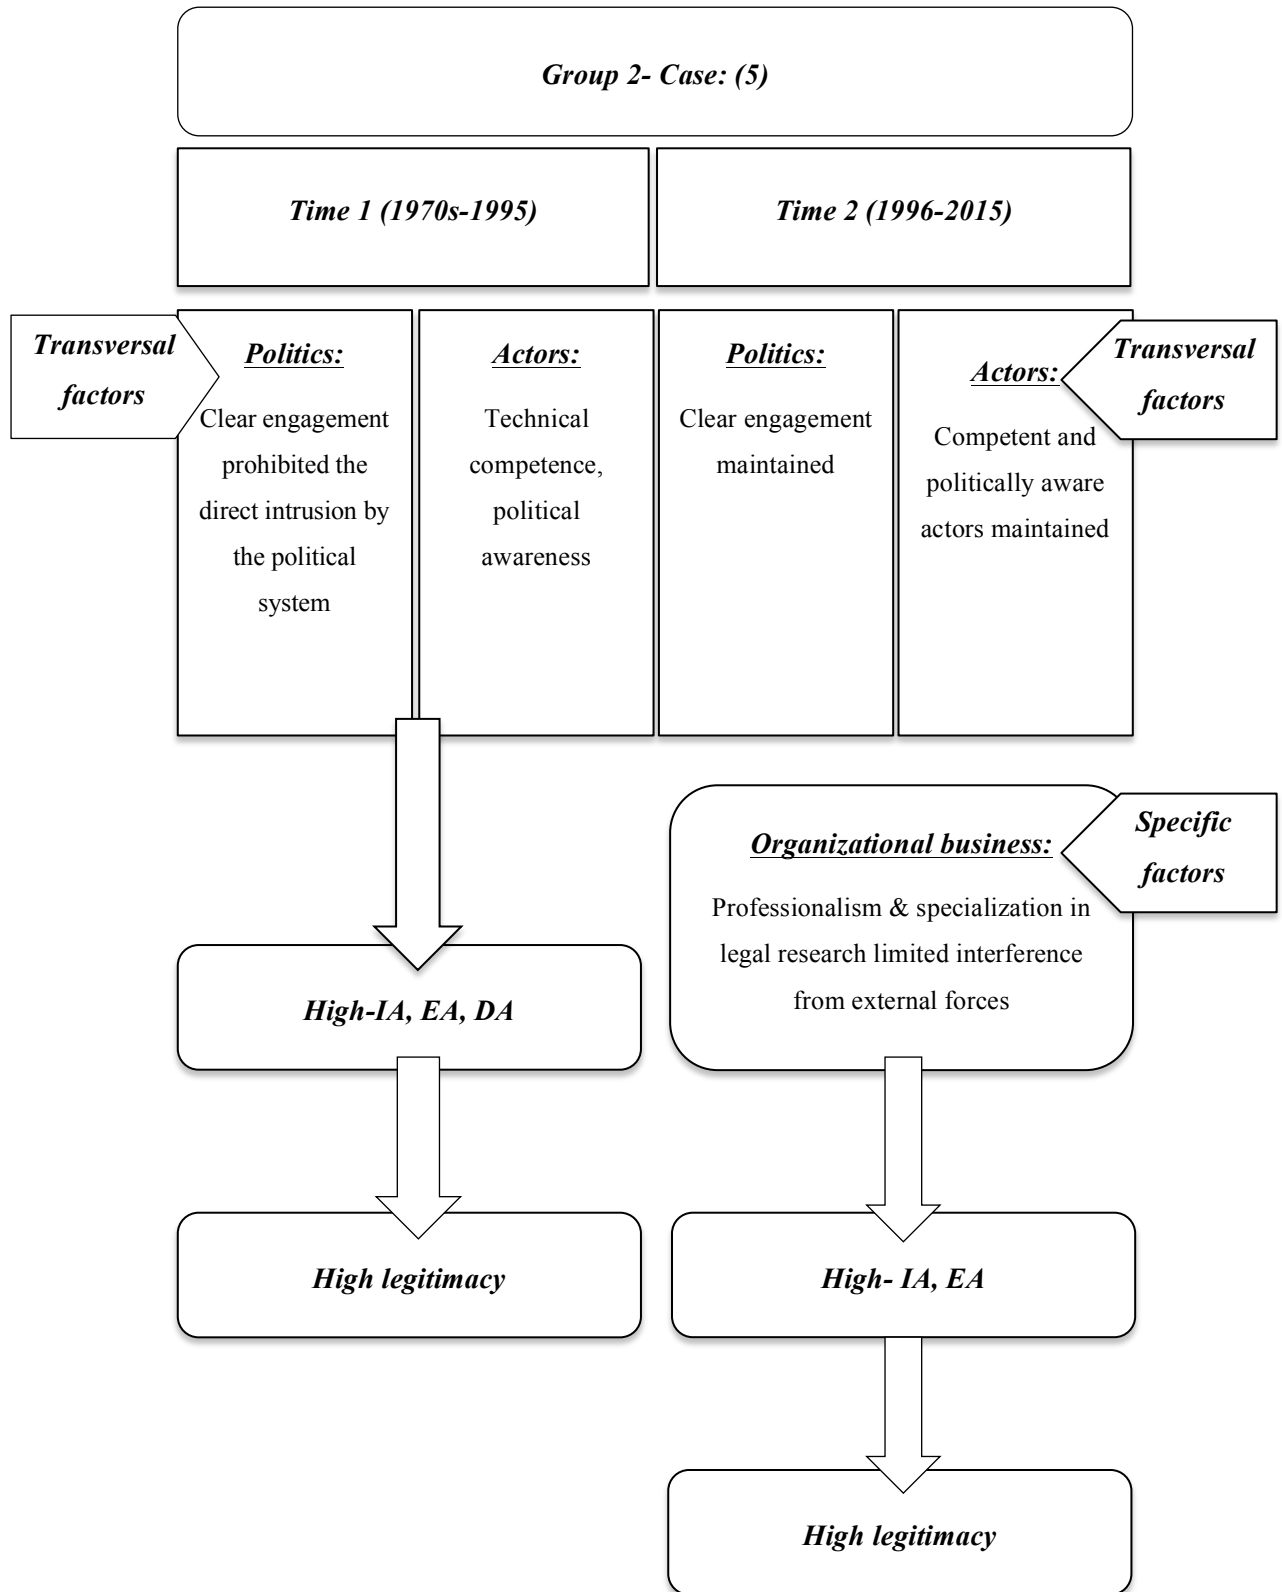 Group 2- Case: (5)
Time 1 (1970s-1995)
Time 2 (1996-2015)
Transversal
factors
Politics:
Clear engagement
prohibited the
direct intrusion by
the political
system
Actors:
Technical
competence,
political
awareness
Politics:
Clear engagement
maintained
Actors:
Competent and
politically aware
actors maintained
Transversal
factors
Organizational business:
Professionalism & specialization in
legal research limited interference
from external forces
Specific
factors
High-IA, EA, DA
High legitimacy
High- IA, EA
High legitimacy